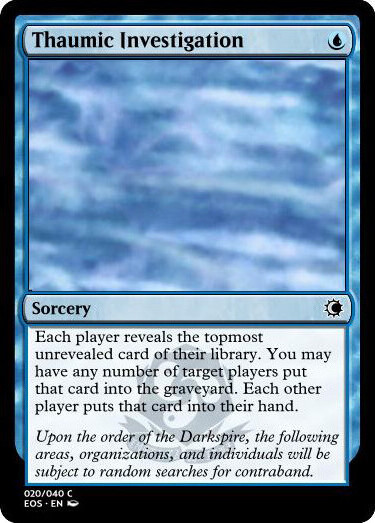 Thaumic Investigation
Sorcery
Each player reveals the topmost
unrevealed card of their library. You may
have any number of target players put
that card into the graveyard. Each other
player puts that card into their hand.
Upon the order of the Darkspire, the following
areas, organizations, and individuals will be
subject to random searches for contraband.
020/040 C
EOS · EN